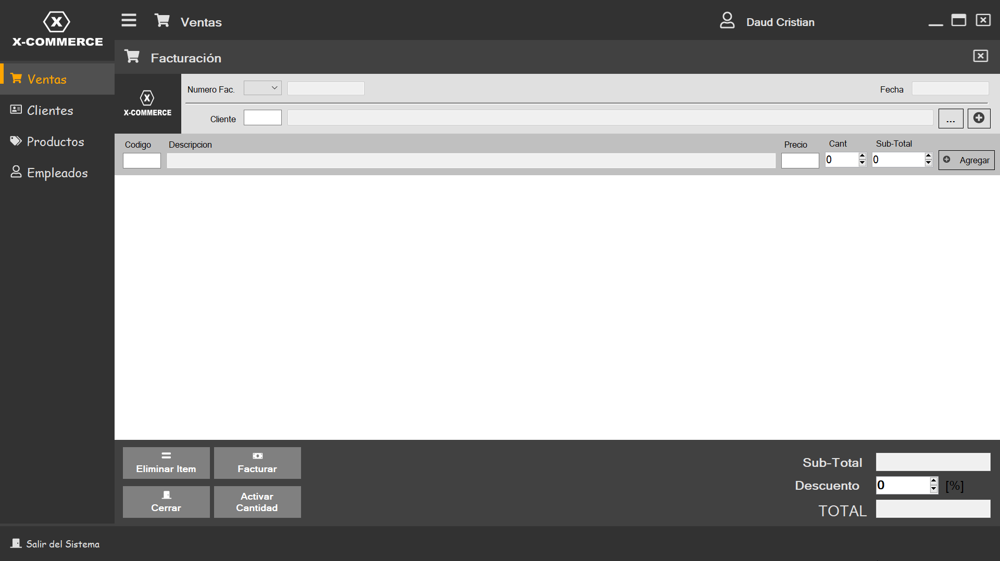 X
X-COMMERCE
Ventas
Daud Cristian
Facturación
Ventas
Clientes
Productos
Empleados
X
X-COMMERCE
Numero Fac.
Fecha
Cliente
...
Codigo
Descripcion
Precio
Cant
Sub-Total
0
0
Agregar
Eliminar Item
Facturar
Cerrar
Activar
Cantidad
Sub-Total
Descuento
0
[%]
TOTAL
Salir del Sistema